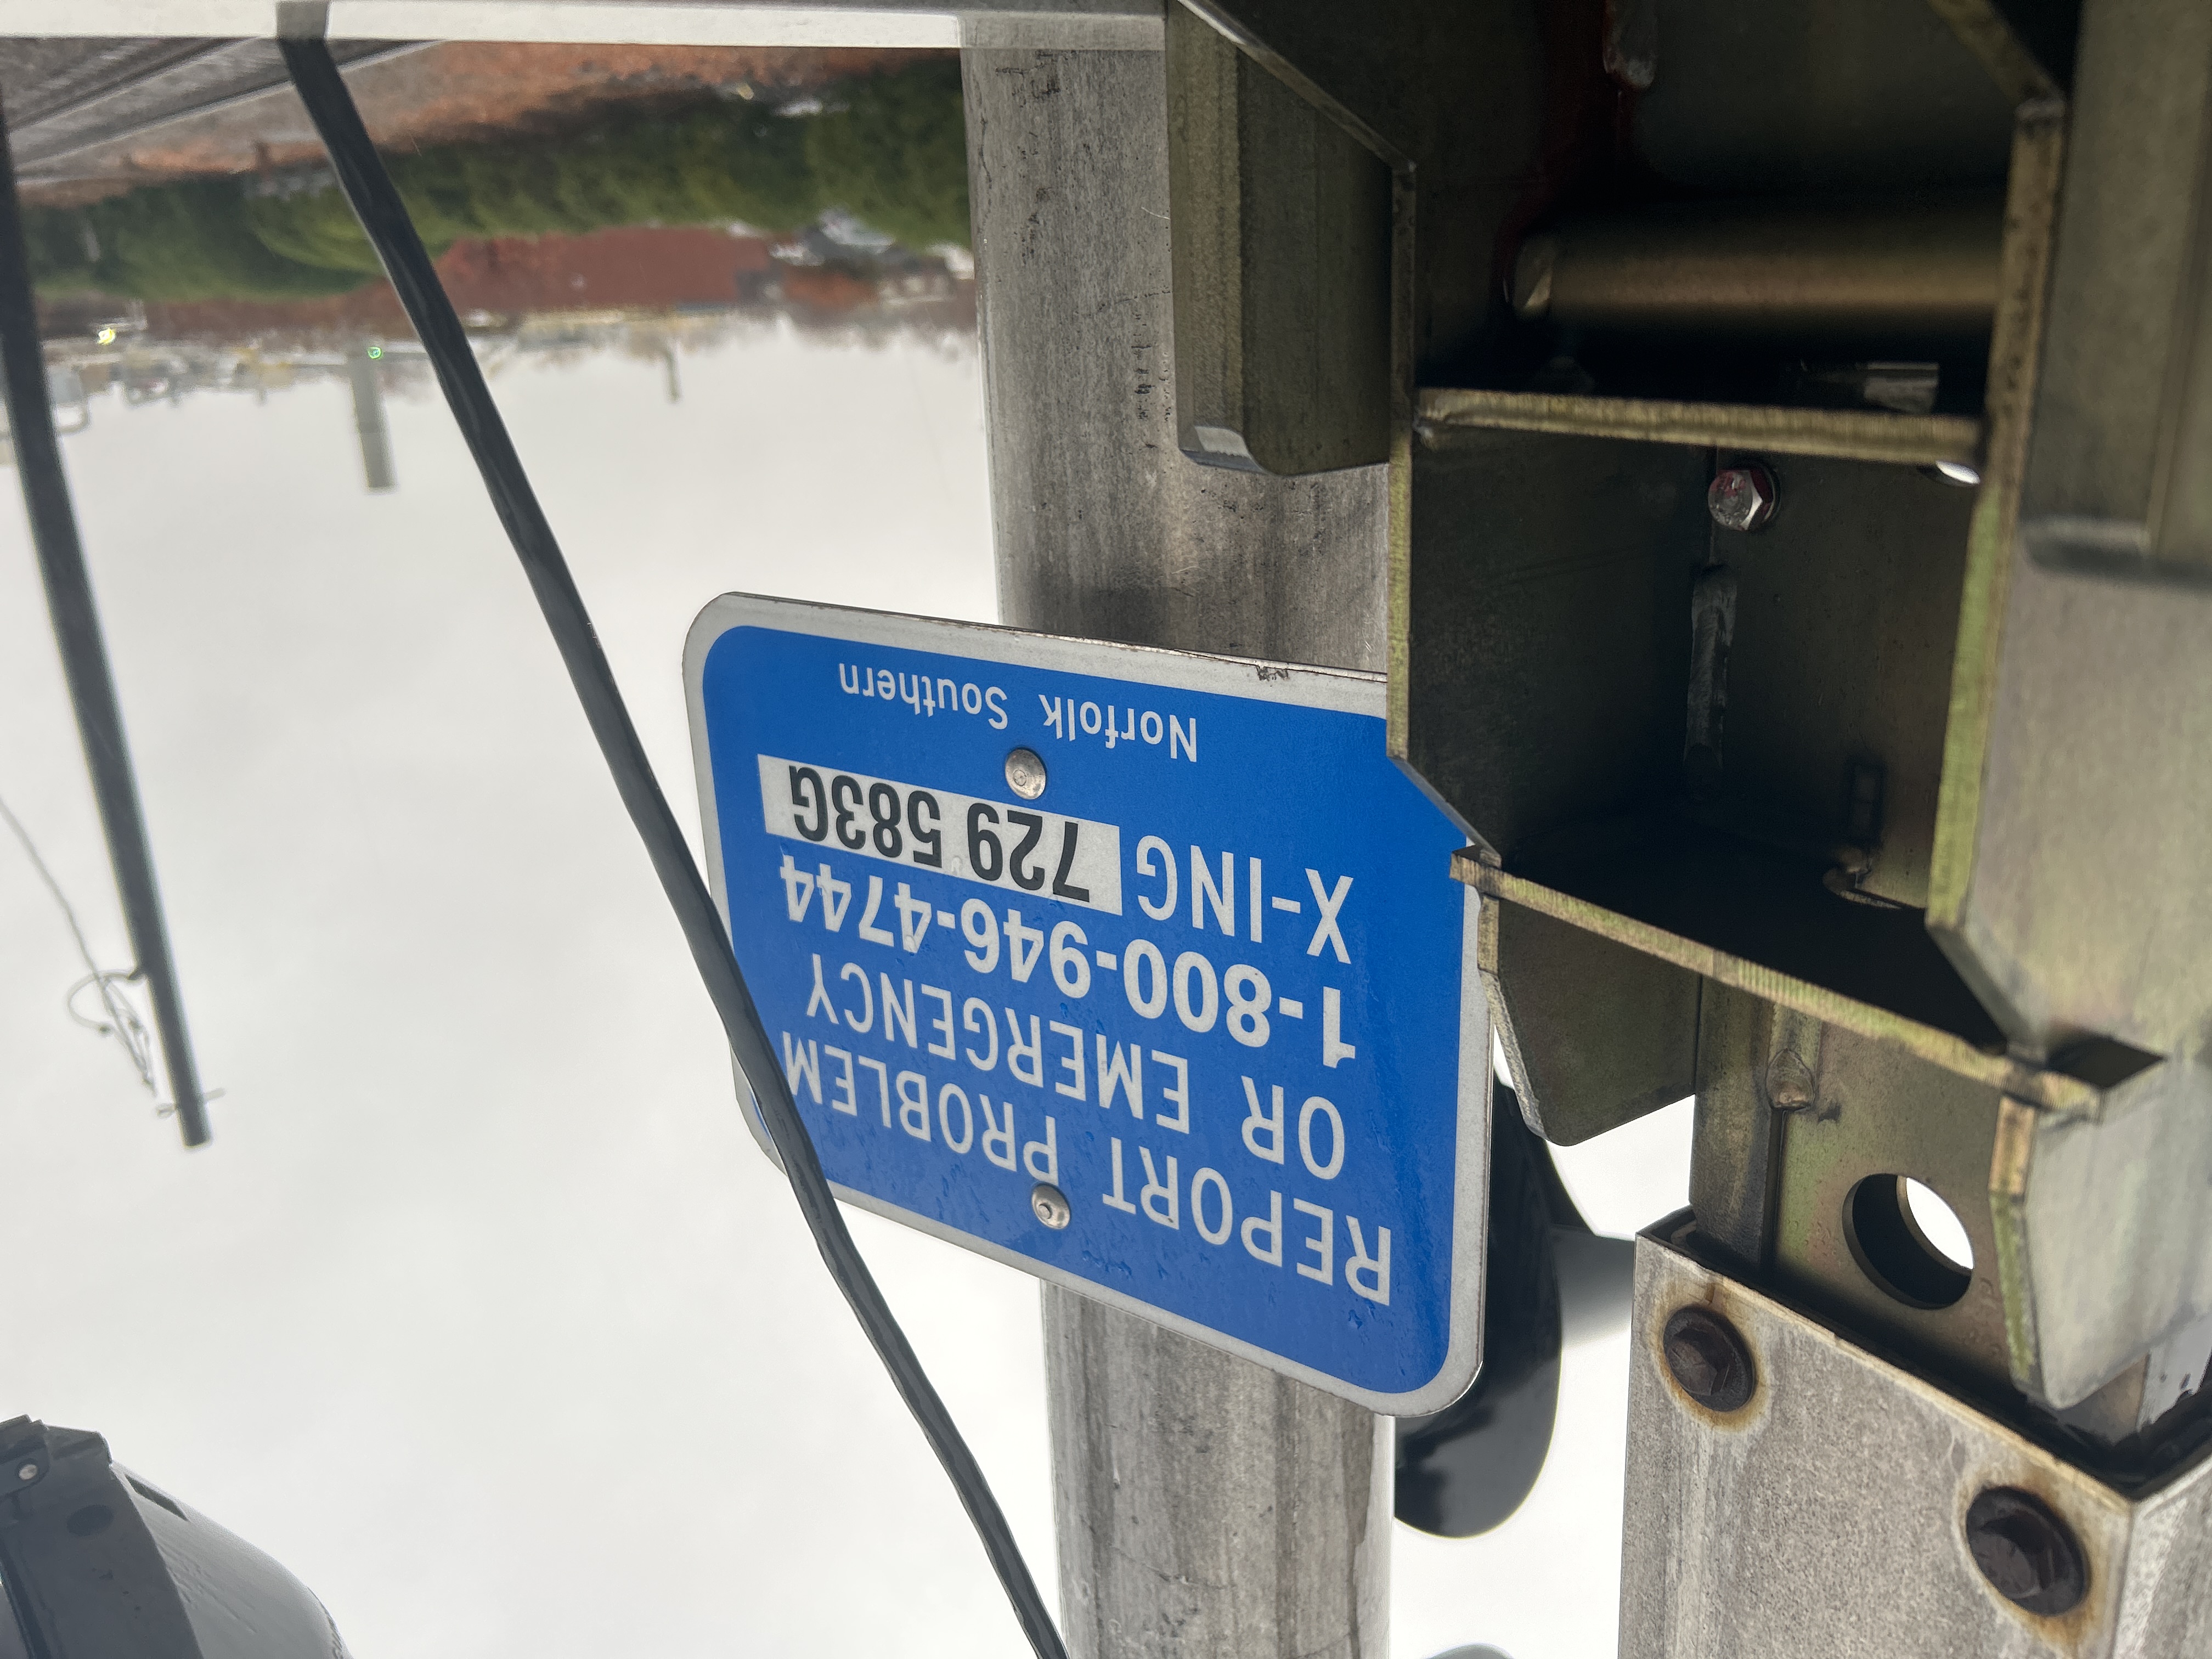 REPORT PROBLEM
OR EMERGENCY
1-800-946-4744
X-ING 729 583G
Norfolk Southern